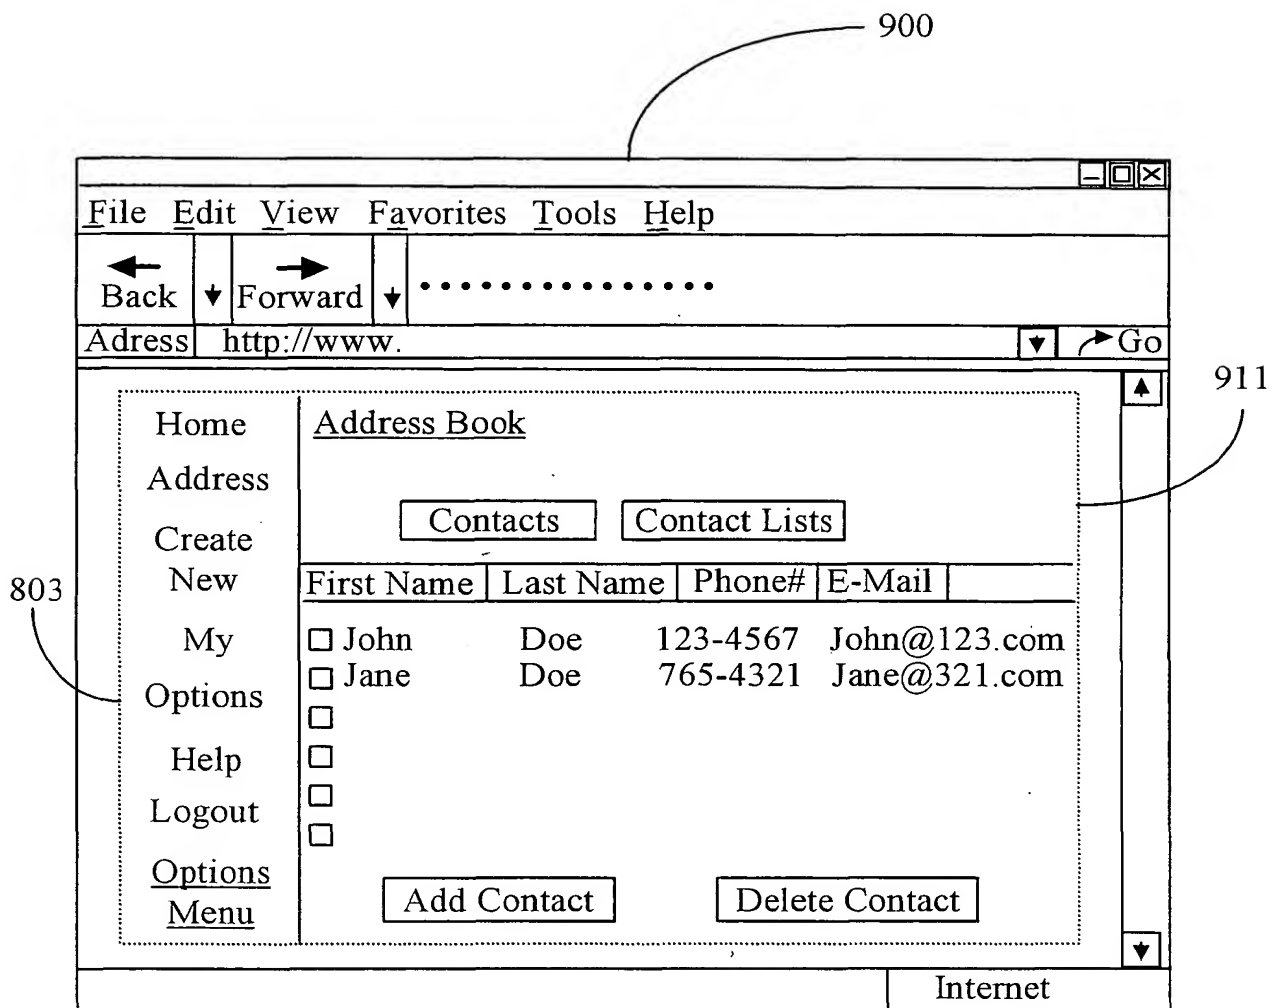 900
File Edit View Favorites Tools Help
Back Forward
Adress http://www. Go
911
Home
Address
Create
New
My
Options
Help
Logout
Options
Menu
803
Address Book
Contacts Contact Lists
First Name Last Name Phone# E-Mail
John Doe 123-4567 John@123.com
Jane Doe 765-4321 Jane@321.com
Add Contact Delete Contact
Internet